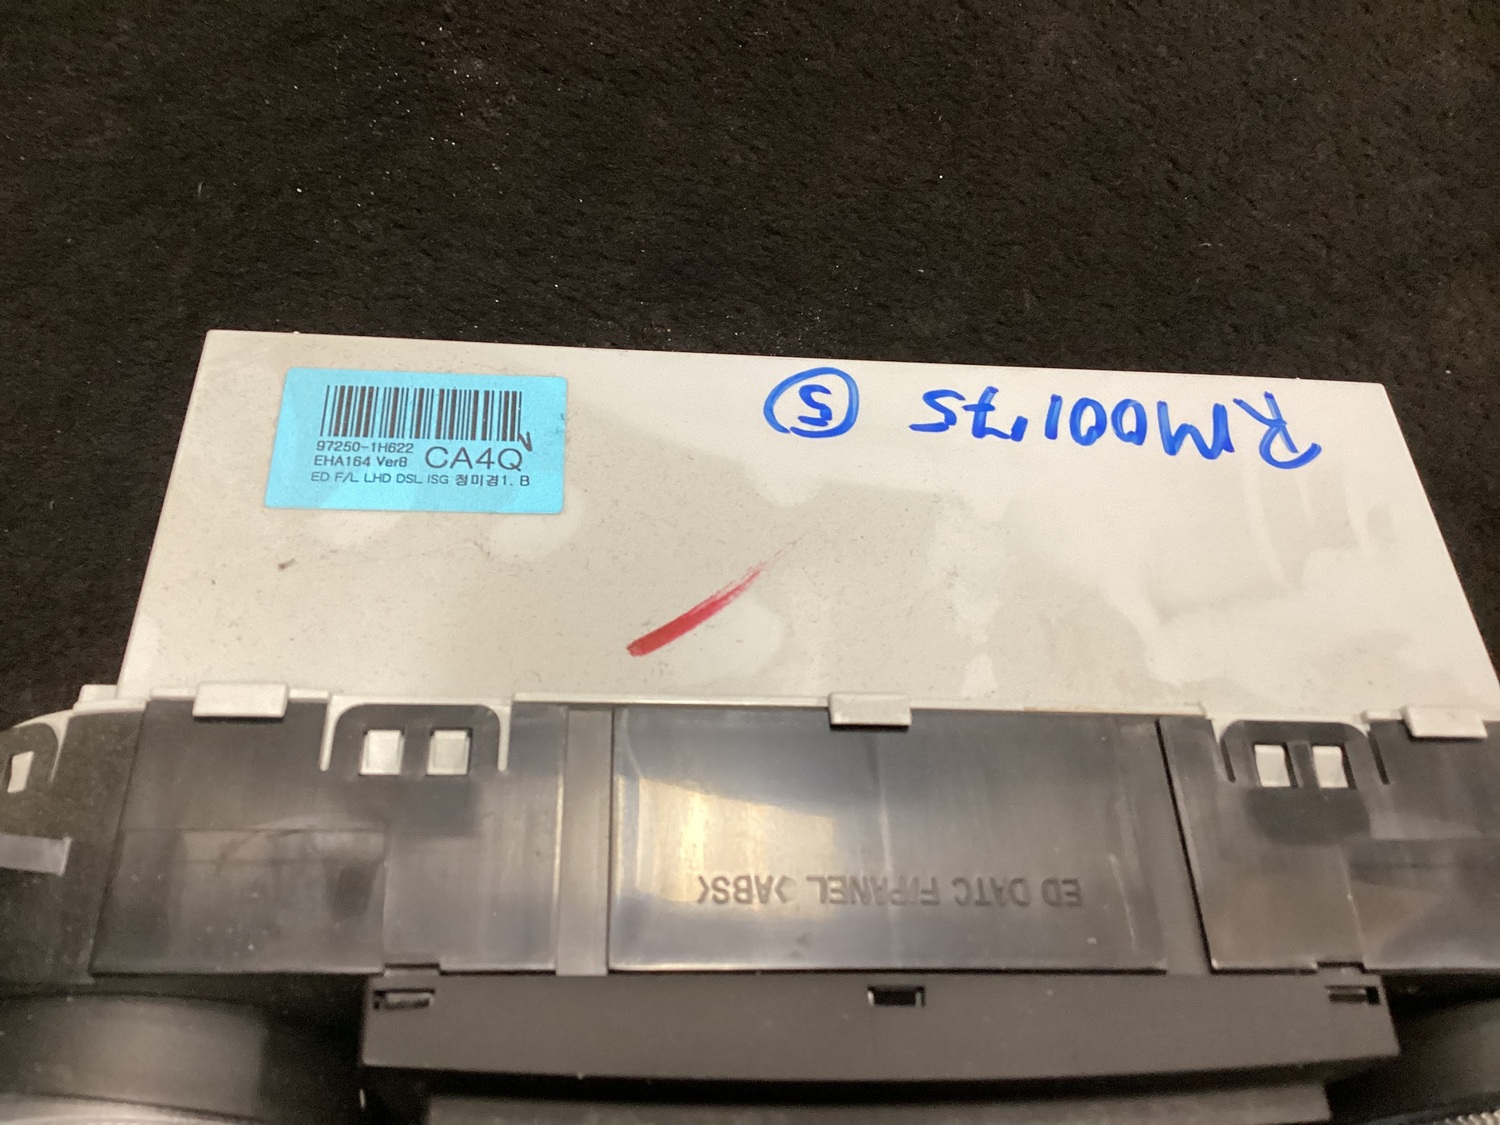 97250-1H622
EHA164 Ver8 CA4Q
ED F/L LHD DSL ISG 정미경1. B
RM00175 5
ED DATC F/PANEL >ABS<